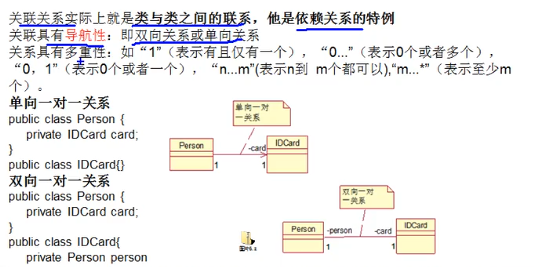 关联关系实际上就是类与类之间的联系，他是依赖关系的特例
关联具有导航性：即双向关系或单向关系
关系具有多重性：如“1”（表示有且仅有一个），“0...”（表示0个或者多个），
“0，1”（表示0个或者一个），“n...m”(表示n到 m个都可以),“m...*”（表示至少m
个）。
单向一对一关系
public class Person {
private IDCard card;
}
public class IDCard{}
双向一对一关系
public class Person {
private IDCard card;
}
public class IDCard{
private Person person
单向一对
一关系
Person
IDCard
-card
1
1
双向一对
一关系
Person
IDCard
-person
-card
1
1